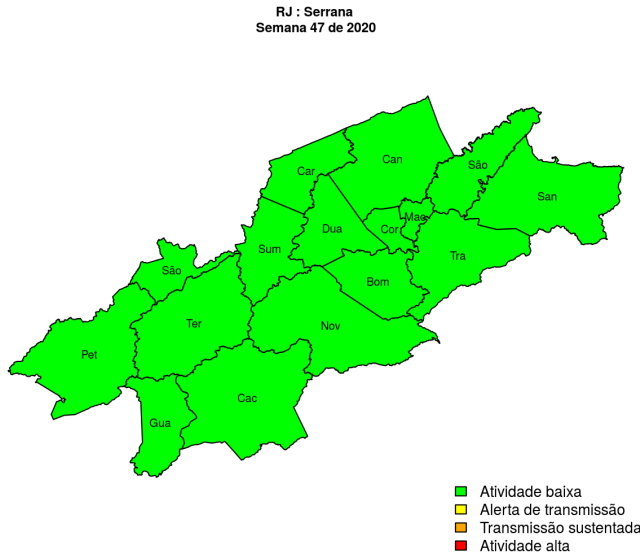 RJ : Serrana
Semana 47 de 2020
Can
São
Car
San
Mac
Dua
Cor
Sum
Tra
São
Bom
Ter
Nov
Pet
Cac
Gua
Atividade baixa
Alerta de transmissão
Transmissão sustentada
Atividade alta